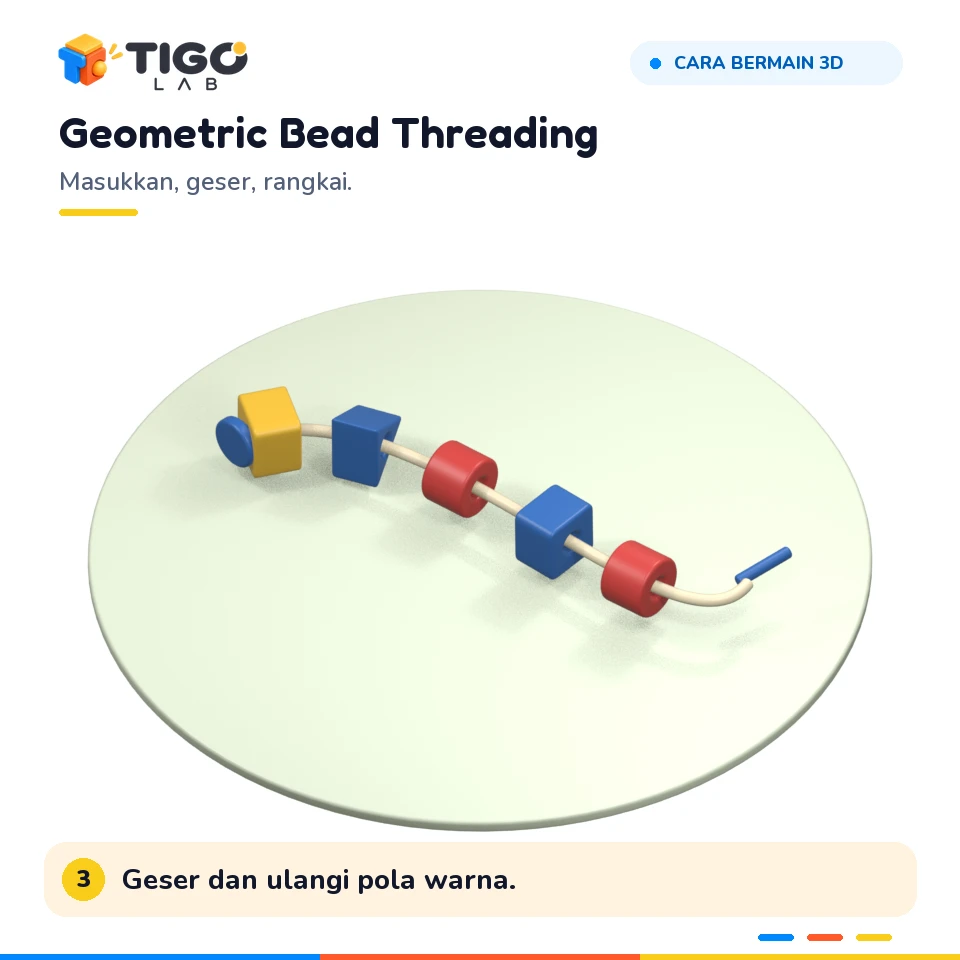 TIGO
LAB
CARA BERMAIN 3D
Geometric Bead Threading
Masukkan, geser, rangkai.
3 Geser dan ulangi pola warna.